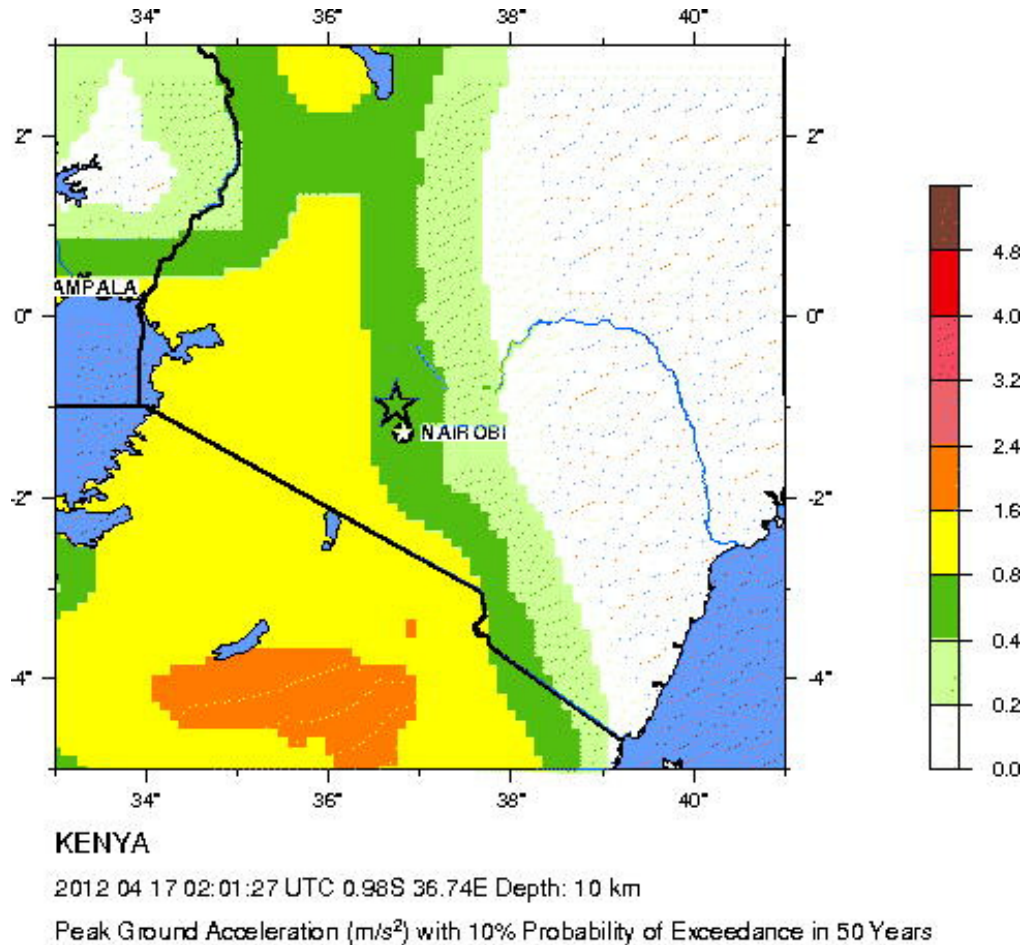 34° 36° 38° 40°
2° 2°
AMPALA
0° 0°
NAIROBI
-2° -2°
-4° -4°
34° 36° 38° 40°
4.8
4.0
3.2
2.4
1.6
0.8
0.4
0.2
0.0
KENYA
2012 04 17 02:01:27 UTC 0.98S 36.74E Depth: 10 km
Peak Ground Acceleration (m/s²) with 10% Probability of Exceedance in 50 Years